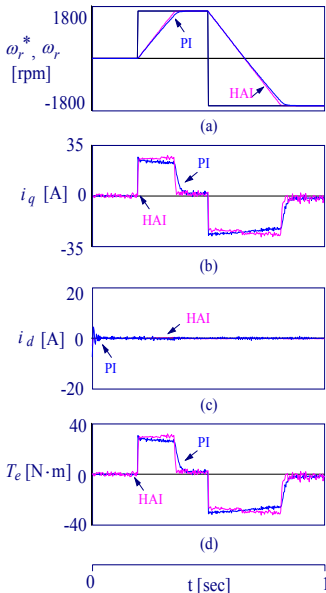 1800
ω_r^*, ω_r
[rpm]
-1800
PI
HAI
(a)
35
i_q [A]
0
-35
PI
HAI
(b)
20
i_d [A]
0
-20
HAI
PI
(c)
40
T_e [N·m]
0
-40
PI
HAI
(d)
0
t [sec]
1